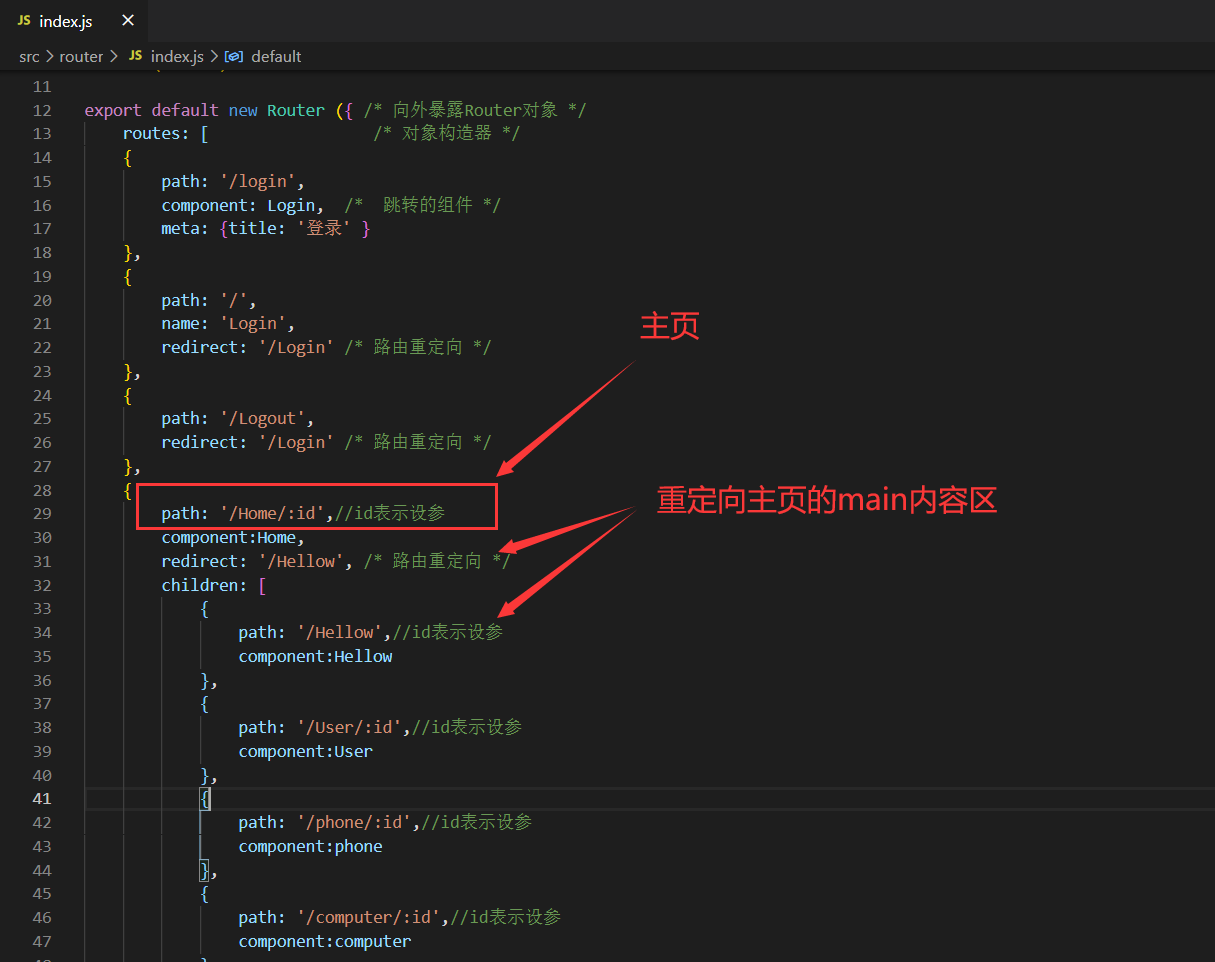 JS index.js ×
src > router > JS index.js > default
11
12 export default new Router ({ /* 向外暴露Router对象 */
13 routes: [ /* 对象构造器 */
14 {
15 path: '/login',
16 component: Login, /* 跳转的组件 */
17 meta: {title: '登录' }
18 },
19 {
20 path: '/',
21 name: 'Login',
22 redirect: '/Login' /* 路由重定向 */
主页
23 },
24 {
25 path: '/Logout',
26 redirect: '/Login' /* 路由重定向 */
27 },
28 {
重定向主页的main内容区
29 path: '/Home/:id',//id表示设参
30 component:Home,
31 redirect: '/Hellow', /* 路由重定向 */
32 children: [
33 {
34 path: '/Hellow',//id表示设参
35 component:Hellow
36 },
37 {
38 path: '/User/:id',//id表示设参
39 component:User
40 },
41 {
42 path: '/phone/:id',//id表示设参
43 component:phone
44 },
45 {
46 path: '/computer/:id',//id表示设参
47 component:computer